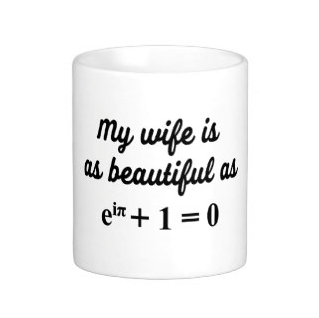 My wife is
as beautiful as
e^{iπ} + 1 = 0